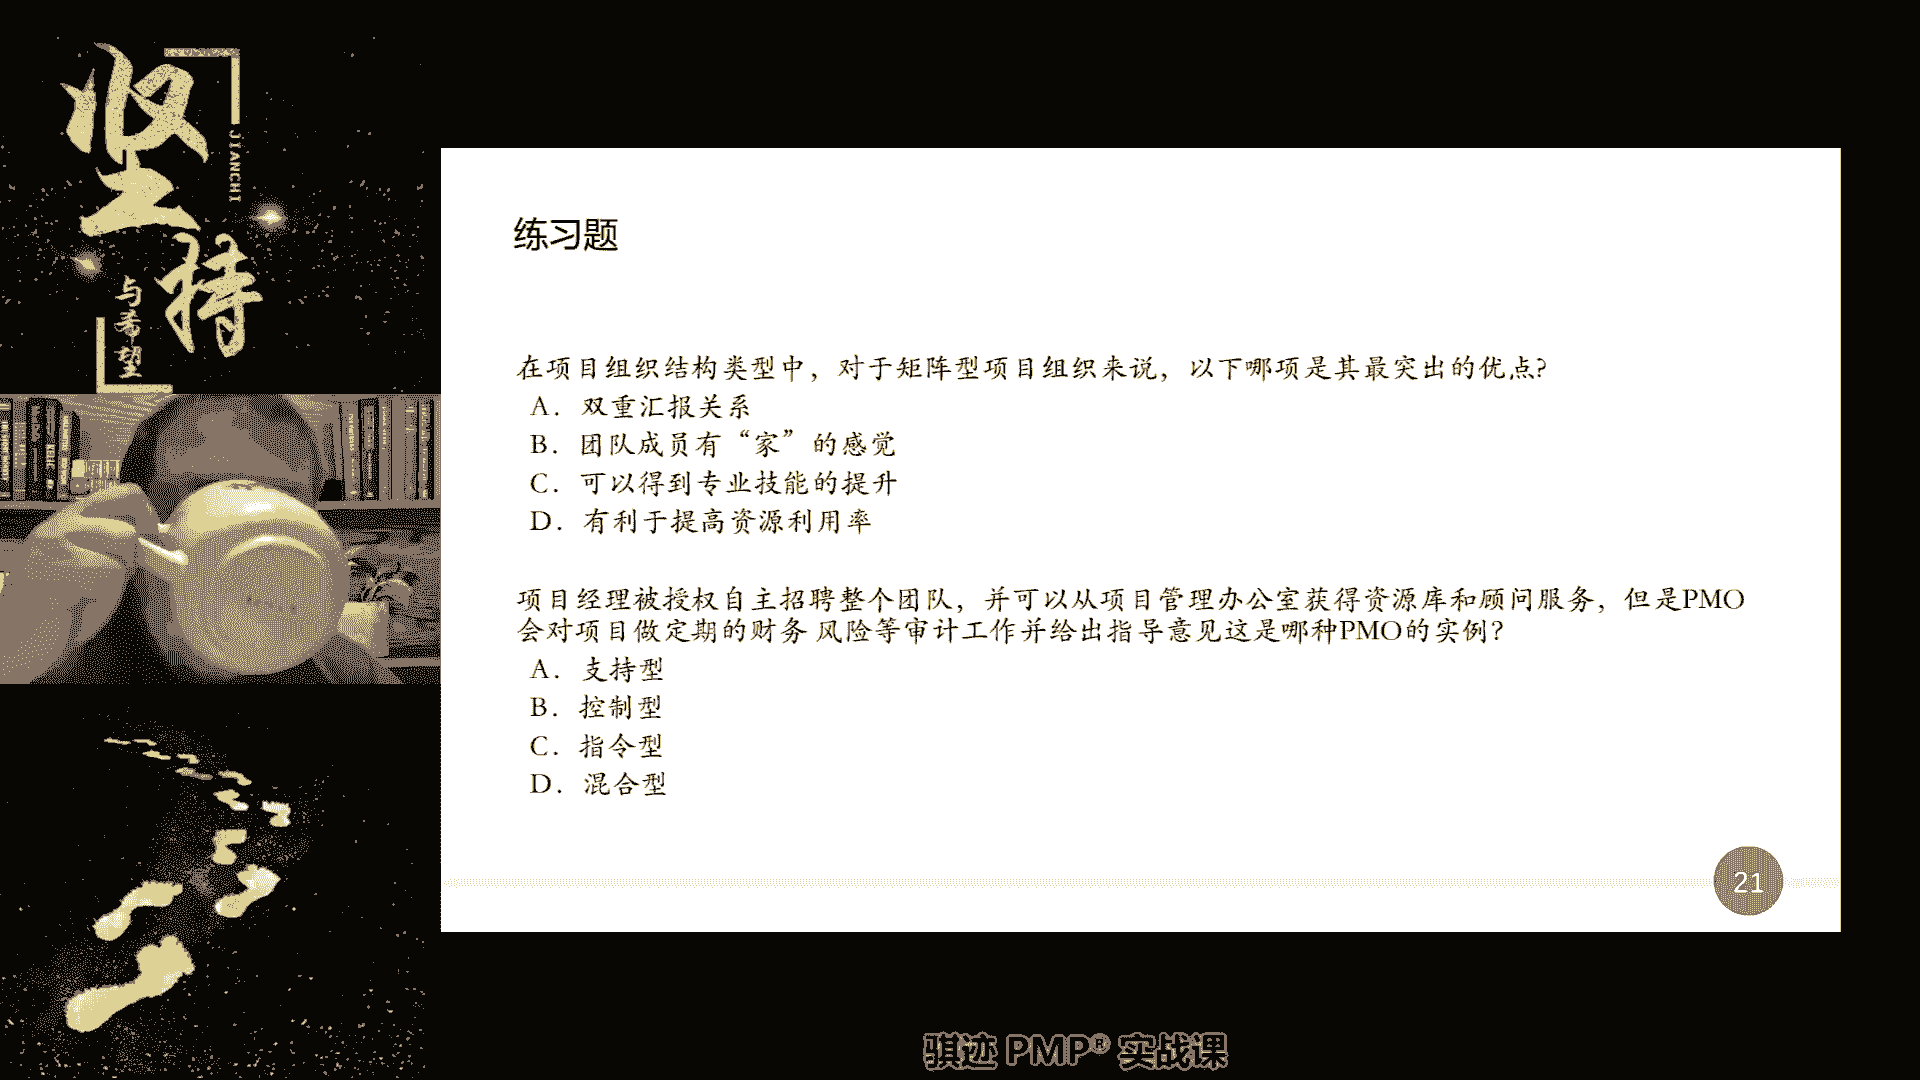 坚持
JIANCHI
与希望
练习题
在项目组织结构类型中，对于矩阵型项目组织来说，以下哪项是其最突出的优点?
A. 双重汇报关系
B. 团队成员有“家”的感觉
C. 可以得到专业技能的提升
D. 有利于提高资源利用率
项目经理被授权自主招聘整个团队，并可以从项目管理办公室获得资源库和顾问服务，但是PMO
会对项目做定期的财务 风险等审计工作并给出指导意见这是哪种PMO的实例？
A. 支持型
B. 控制型
C. 指令型
D. 混合型
21
骐迹 PMP® 实战课